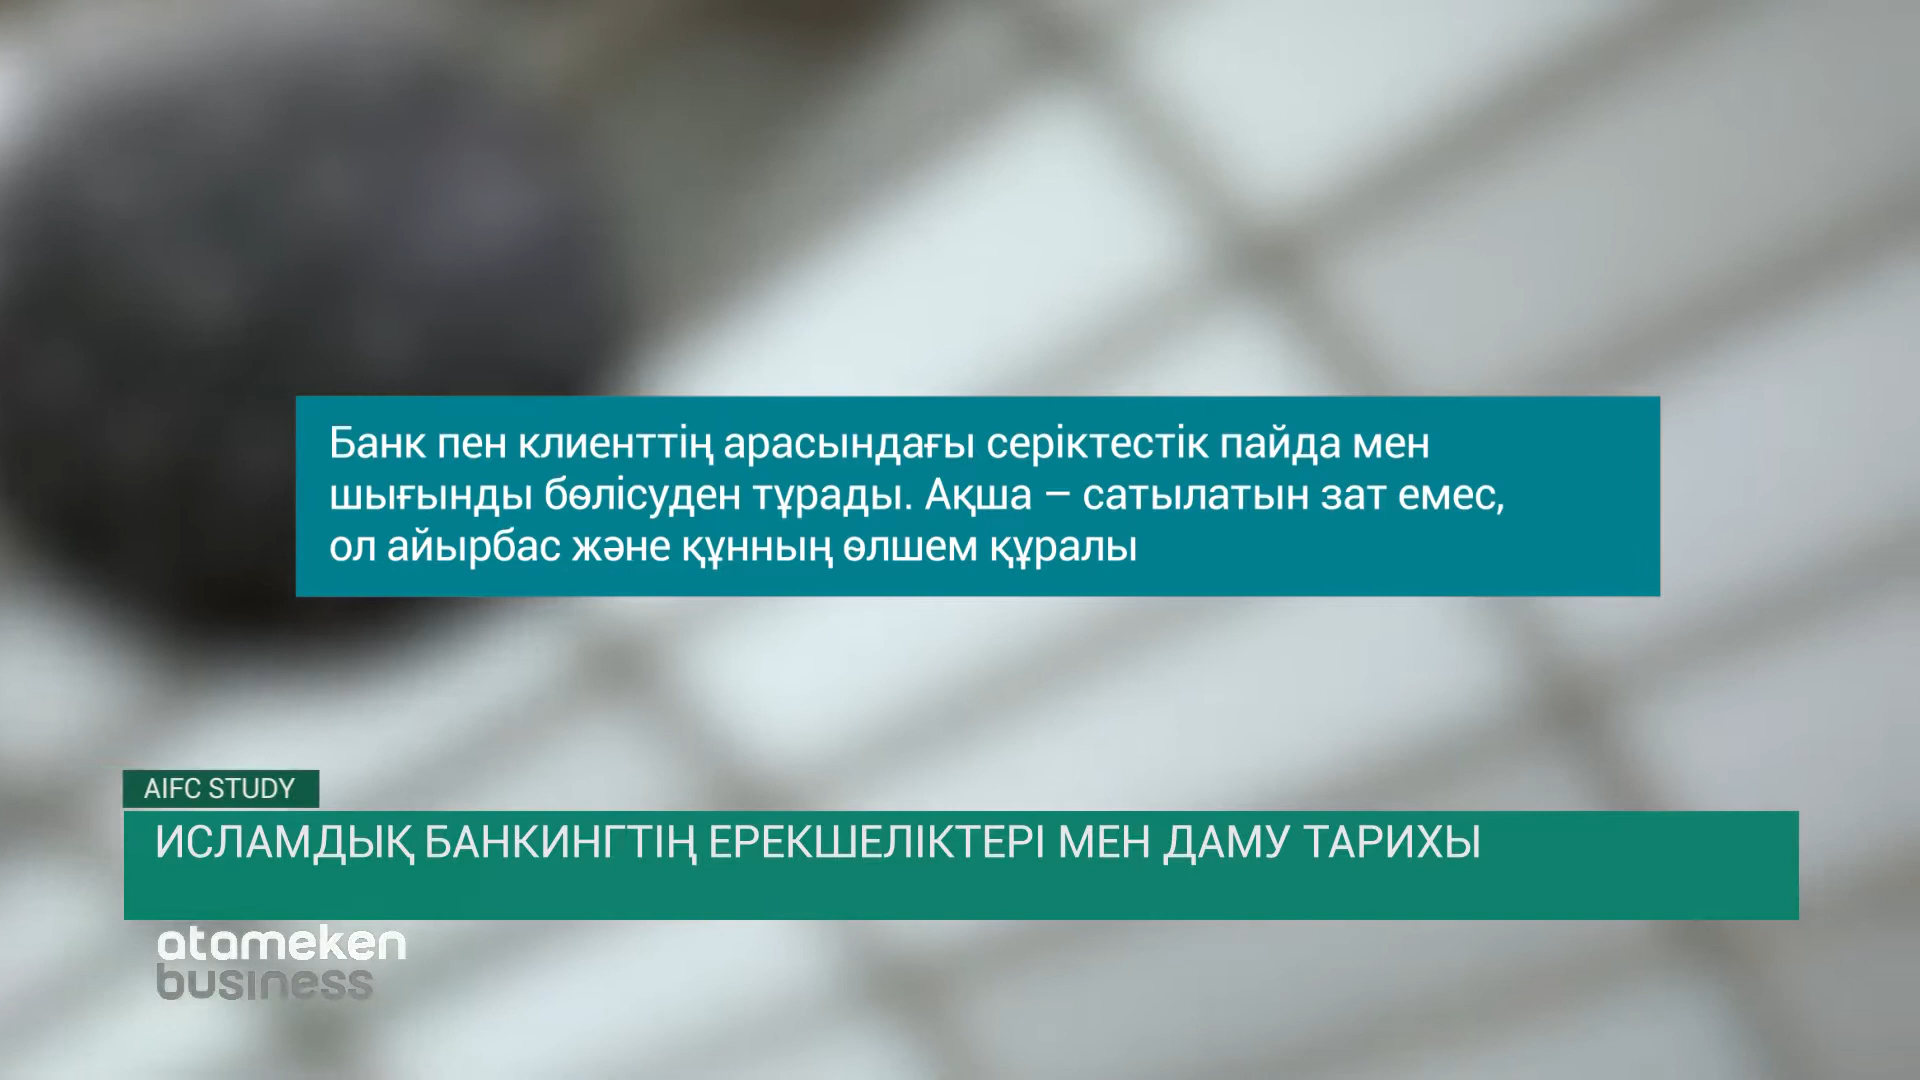 Банк пен клиенттің арасындағы серіктестік пайда мен
шығынды бөлісуден тұрады. Ақша – сатылатын зат емес,
ол айырбас және құнның өлшем құралы
AIFC STUDY
ИСЛАМДЫҚ БАНКИНГТІҢ ЕРЕКШЕЛІКТЕРІ МЕН ДАМУ ТАРИХЫ
atameken
business